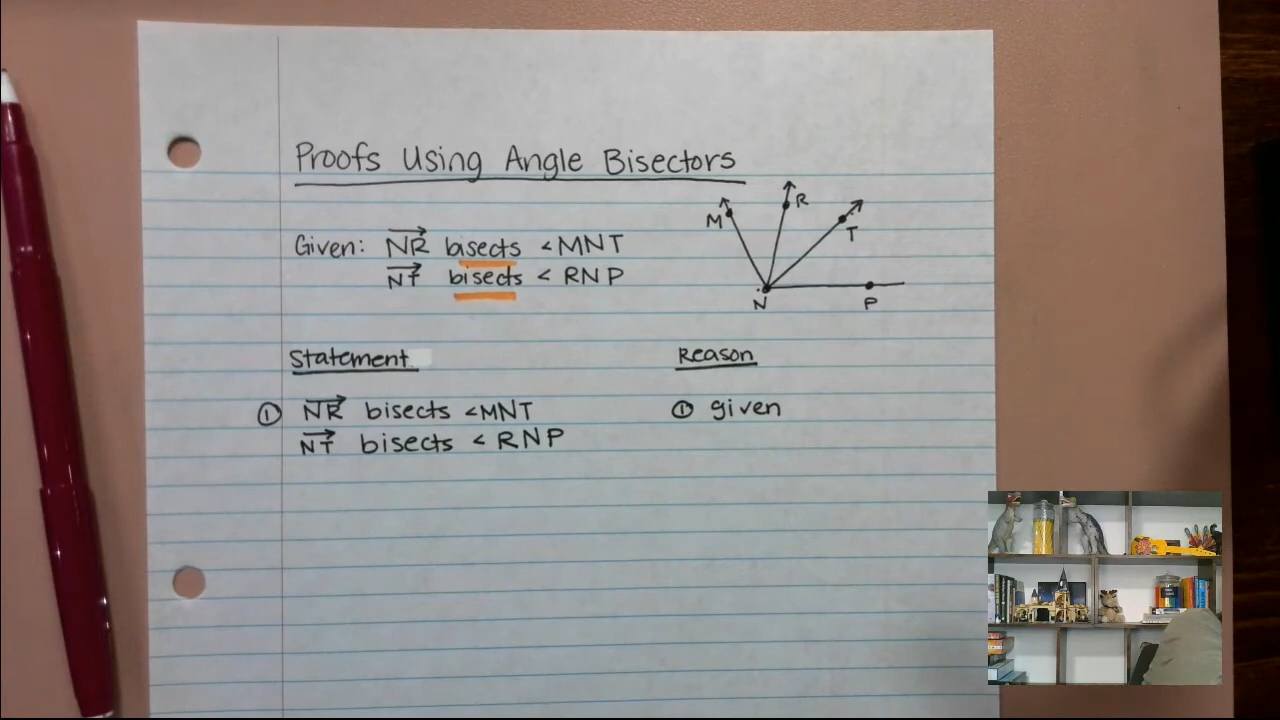 Proofs Using Angle Bisectors
Given: NR bisects <MNT
NT bisects < RNP
M
R
T
N
P
Statement
Reason
① NR bisects <MNT
① given
NT bisects < RNP